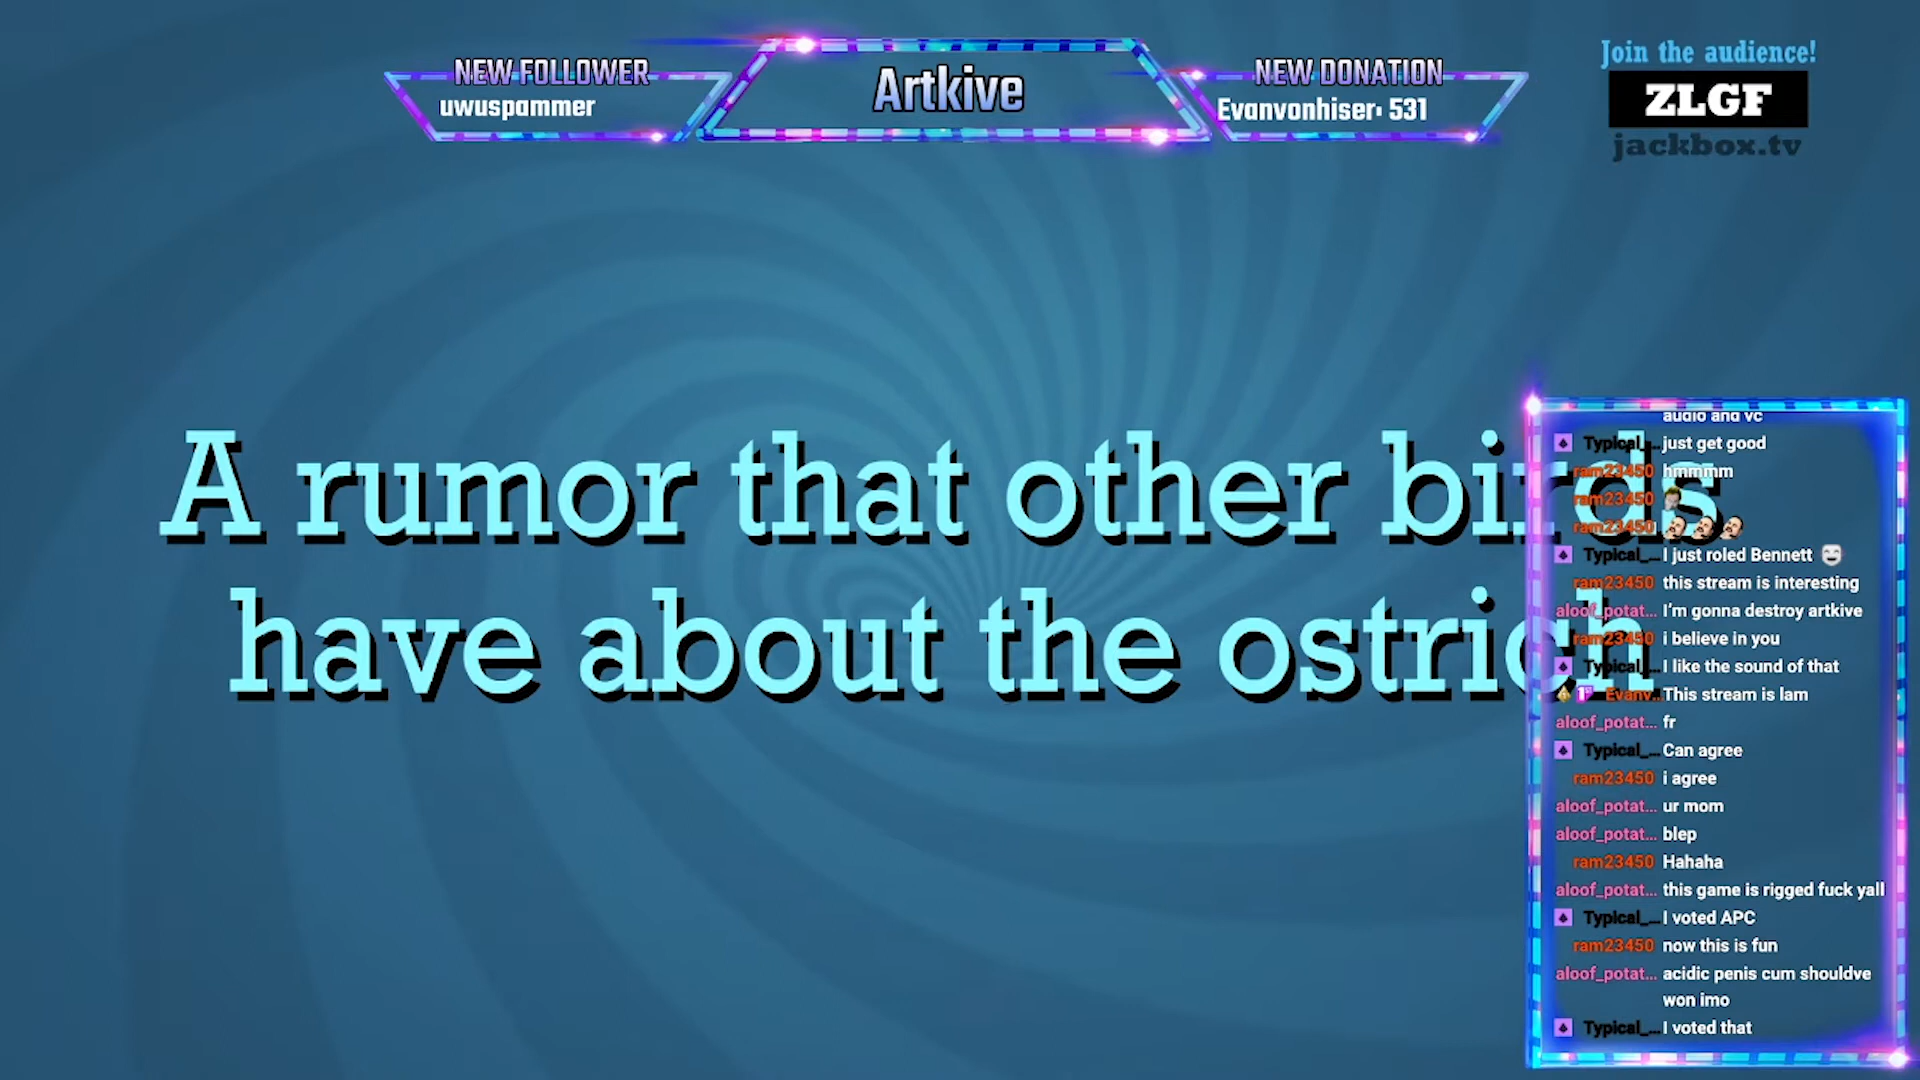 NEW FOLLOWER
uwuspammer
Artkive
NEW DONATION
Evanvonhiser: 531
Join the audience!
ZLGF
jackbox.tv
A rumor that other birds
have about the ostrich
audio and vc
Typical_... just get good
ram23450 hmmmm
ram23450
ram23450
Typical_... I just roled Bennett
ram23450 this stream is interesting
aloof_potat... I'm gonna destroy artkive
ram23450 i believe in you
Typical_... I like the sound of that
Evanv... This stream is lam
aloof_potat... fr
Typical_... Can agree
ram23450 i agree
aloof_potat... ur mom
aloof_potat... blep
ram23450 Hahaha
aloof_potat... this game is rigged fuck yall
Typical_... I voted APC
ram23450 now this is fun
aloof_potat... acidic penis cum shouldve
won imo
Typical_... I voted that